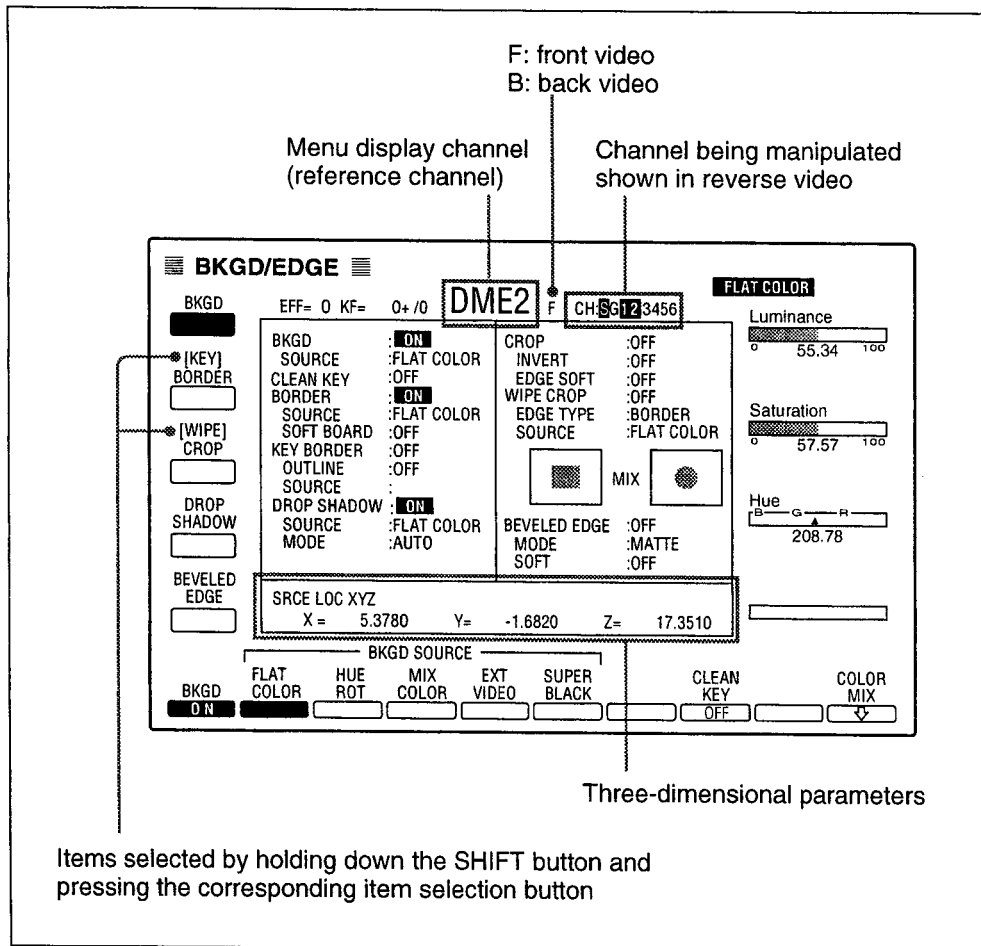 F: front video
B: back video
Menu display channel
(reference channel)
Channel being manipulated
shown in reverse video
BKGD/EDGE
FLAT COLOR
BKGD
EFF= 0 KF= 0+ /0
DME2
F
CH:SG123456
[KEY]
BORDER
[WIPE]
CROP
DROP
SHADOW
BEVELED
EDGE
BKGD :ON
SOURCE :FLAT COLOR
CLEAN KEY :OFF
BORDER :ON
SOURCE :FLAT COLOR
SOFT BOARD :OFF
KEY BORDER :OFF
OUTLINE :OFF
SOURCE :
DROP SHADOW :ON
SOURCE :FLAT COLOR
MODE :AUTO
CROP :OFF
INVERT :OFF
EDGE SOFT :OFF
WIPE CROP :OFF
EDGE TYPE :BORDER
SOURCE :FLAT COLOR
MIX
BEVELED EDGE :OFF
MODE :MATTE
SOFT :OFF
Luminance
0 55.34 100
Saturation
0 57.57 100
Hue
B G R
208.78
SRCE LOC XYZ
X = 5.3780 Y= -1.6820 Z= 17.3510
BKGD SOURCE
BKGD
ON
FLAT
COLOR
HUE
ROT
MIX
COLOR
EXT
VIDEO
SUPER
BLACK
CLEAN
KEY
OFF
COLOR
MIX
Three-dimensional parameters
Items selected by holding down the SHIFT button and
pressing the corresponding item selection button